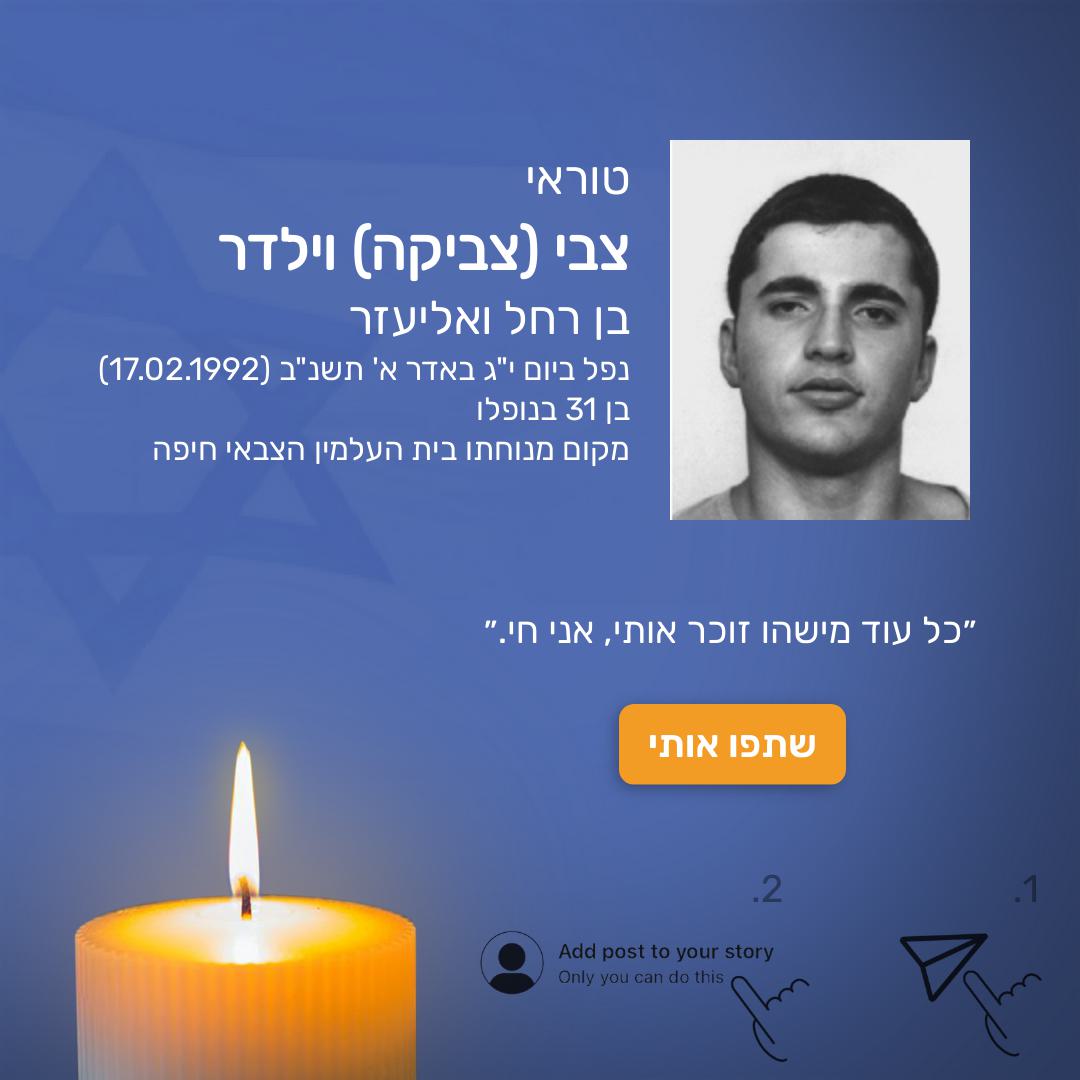 טוראי
צבי (צביקה) וילדר
בן רחל ואליעזר
נפל ביום י"ג באדר א' תשנ"ב (17.02.1992)
בן 31 בנופלו
מקום מנוחתו בית העלמין הצבאי חיפה
״כל עוד מישהו זוכר אותי, אני חי.״
שתפו אותי
1.
2.
Add post to your story
Only you can do this